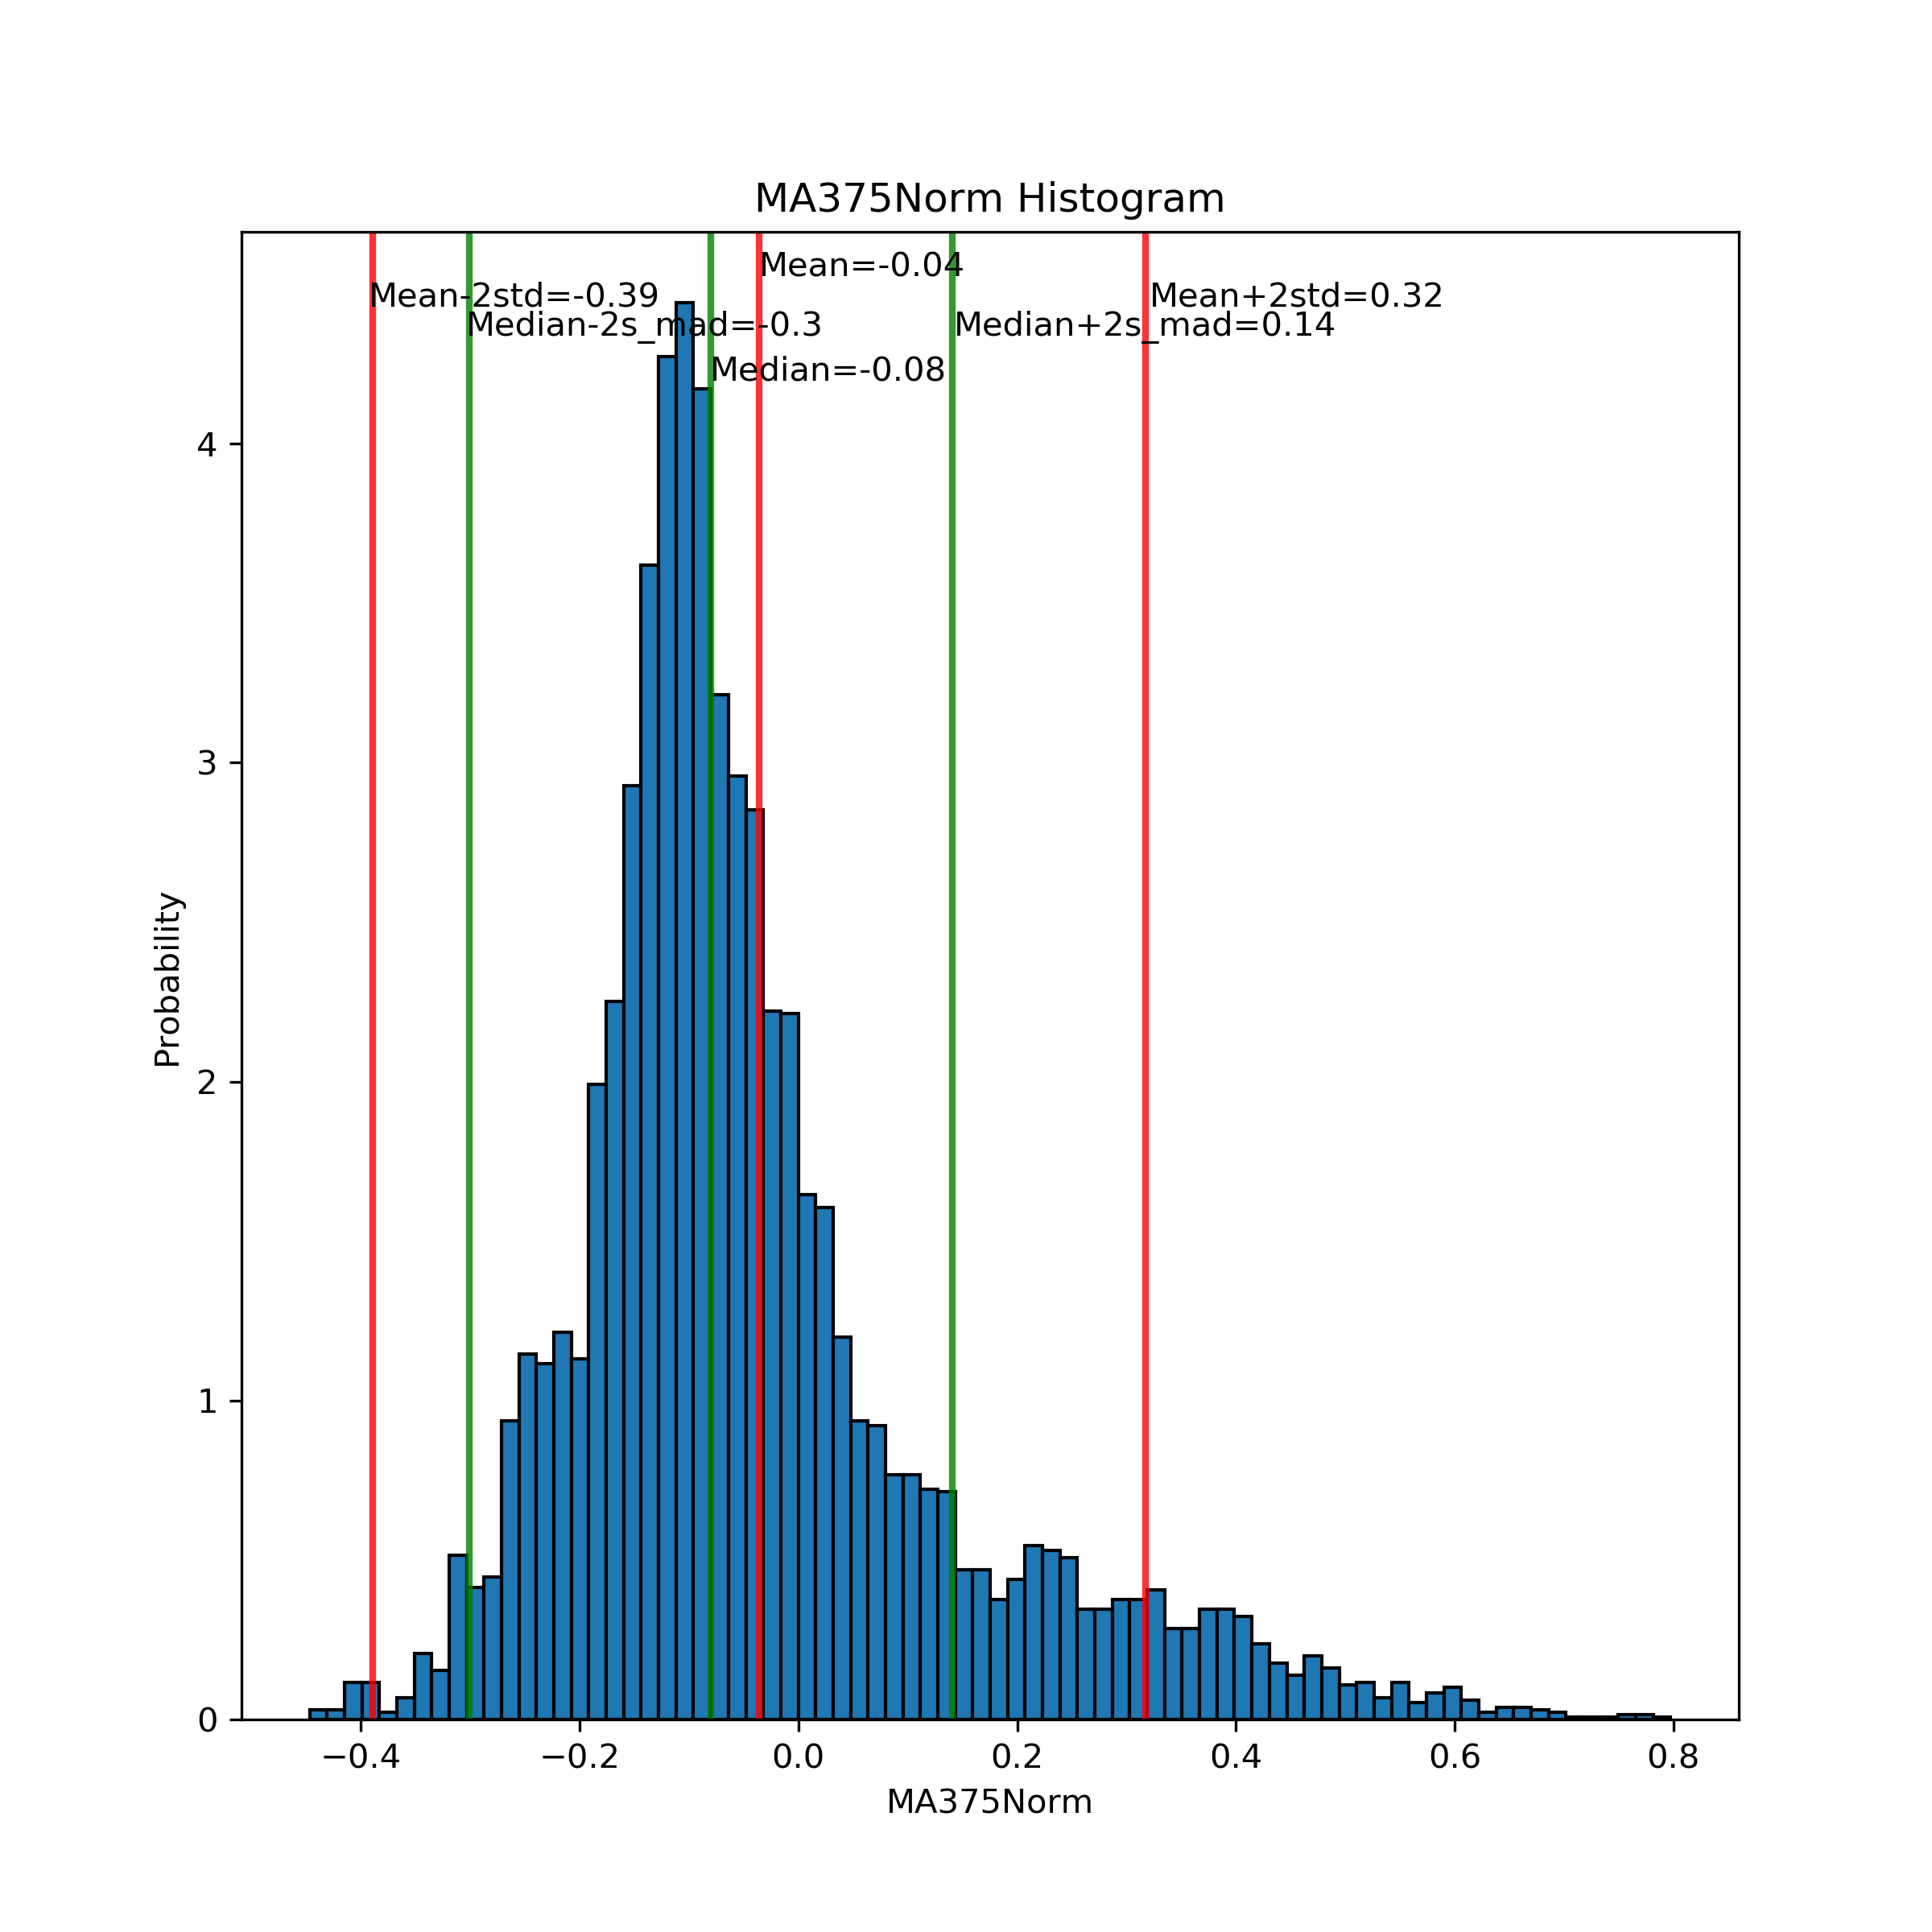 MA375Norm Histogram
Mean=-0.04
Mean-2std=-0.39
Mean+2std=0.32
Median-2s_mad=-0.3
Median+2s_mad=0.14
Median=-0.08
4
3
2
1
0
Probability
−0.4 −0.2 0.0 0.2 0.4 0.6 0.8
MA375Norm